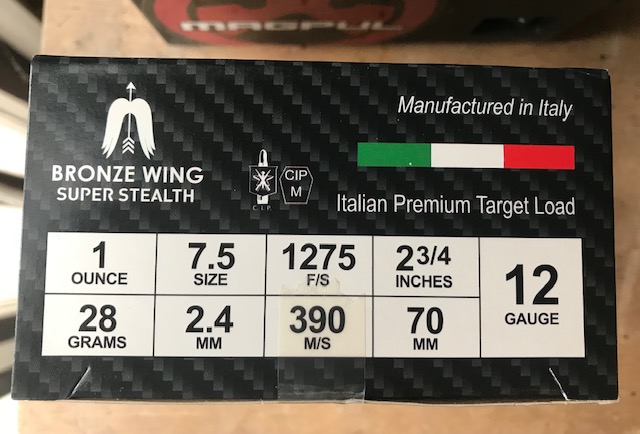 MAGPUL
Manufactured in Italy
BRONZE WING
SUPER STEALTH
CIP
M
C.I.P.
Italian Premium Target Load
1
OUNCE
7.5
SIZE
1275
F/S
2 3/4
INCHES
12
GAUGE
28
GRAMS
2.4
MM
390
M/S
70
MM